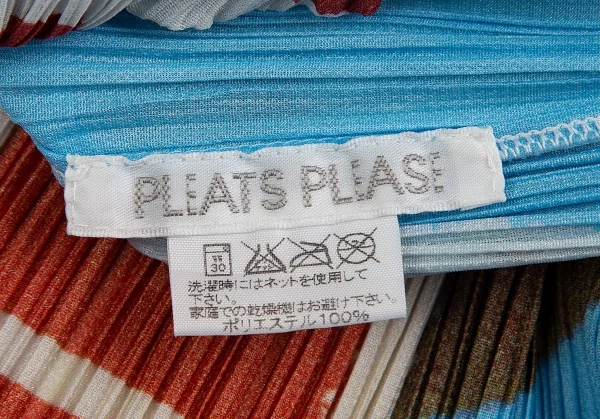 PLEATS PLEASE
30
洗濯時にはネットを使用して
下さい。
家庭での乾燥機はお避け下さい。
ポリエステル100%